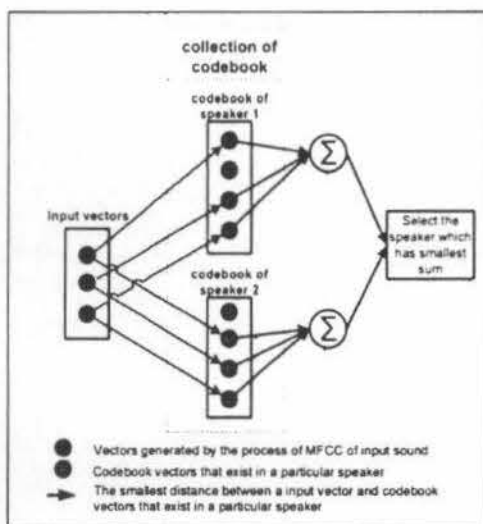 collection of
codebook
codebook of
speaker 1
Σ
Input vectors
Select the
speaker which
has smallest
sum
codebook of
speaker 2
Σ
Vectors generated by the process of MFCC of input sound
Codebook vectors that exist in a particular speaker
The smallest distance between a input vector and codebook
vectors that exist in a particular speaker